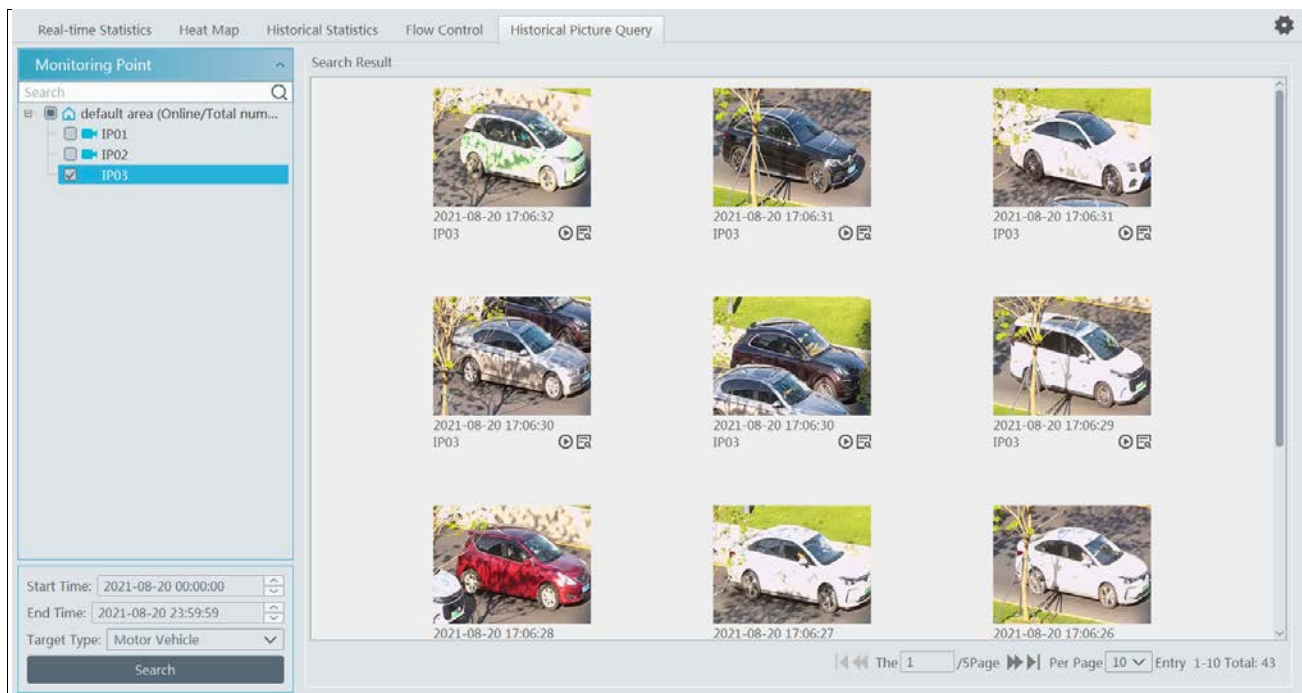 Real-time Statistics Heat Map Historical Statistics Flow Control Historical Picture Query
Monitoring Point
Search
default area (Online/Total num...
IP01
IP02
IP03
Start Time: 2021-08-20 00:00:00
End Time: 2021-08-20 23:59:59
Target Type: Motor Vehicle
Search
Search Result
2021-08-20 17:06:32
IP03
2021-08-20 17:06:31
IP03
2021-08-20 17:06:31
IP03
2021-08-20 17:06:30
IP03
2021-08-20 17:06:30
IP03
2021-08-20 17:06:29
IP03
2021-08-20 17:06:28
2021-08-20 17:06:27
2021-08-20 17:06:26
The 1 /5Page Per Page 10 Entry 1-10 Total: 43